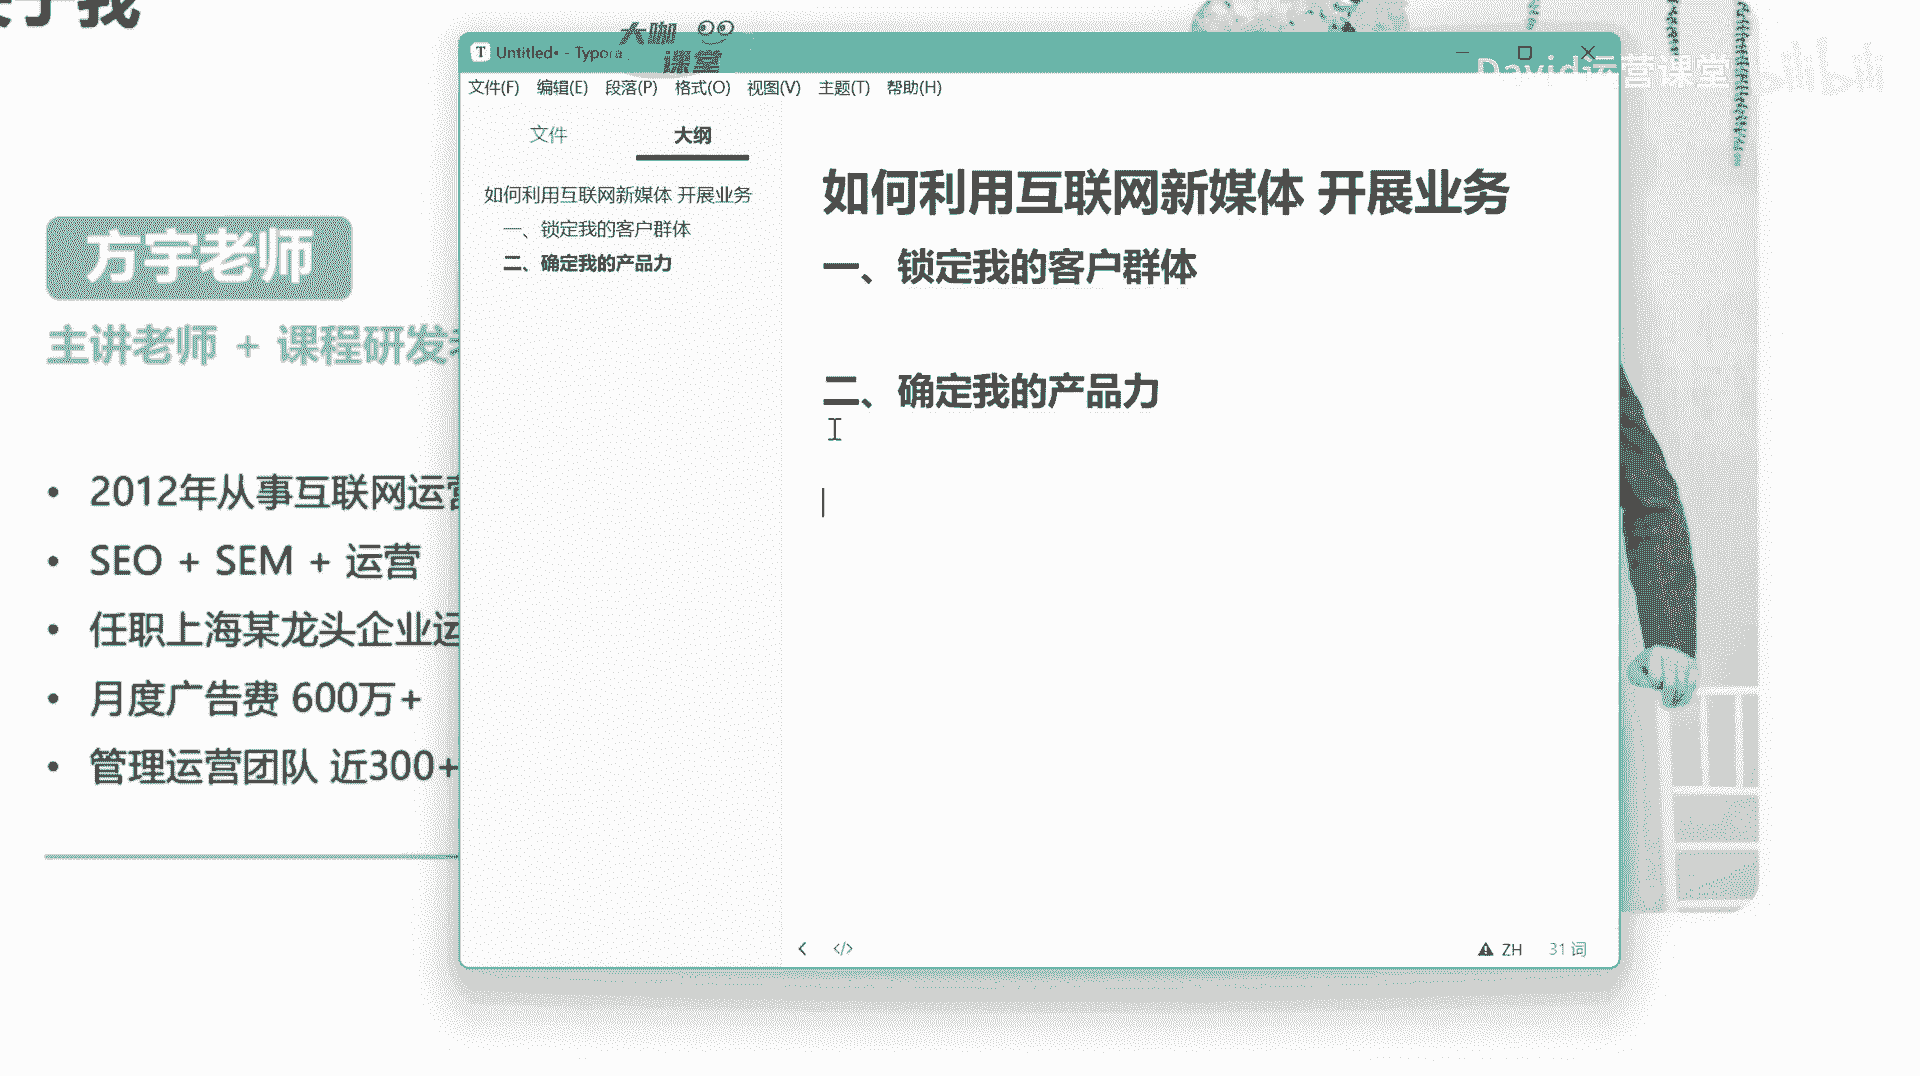 大咖
课堂
Untitled• - Typora
David运营课堂
bilibili
文件(F) 编辑(E) 段落(P) 格式(O) 视图(V) 主题(T) 帮助(H)
文件 大纲
如何利用互联网新媒体 开展业务
一、锁定我的客户群体
二、确定我的产品力
如何利用互联网新媒体 开展业务
一、锁定我的客户群体
二、确定我的产品力
ZH 31 词
方宇老师
主讲老师 + 课程研发
• 2012年从事互联网运营
• SEO + SEM + 运营
• 任职上海某龙头企业运
• 月度广告费 600万+
• 管理运营团队 近300+